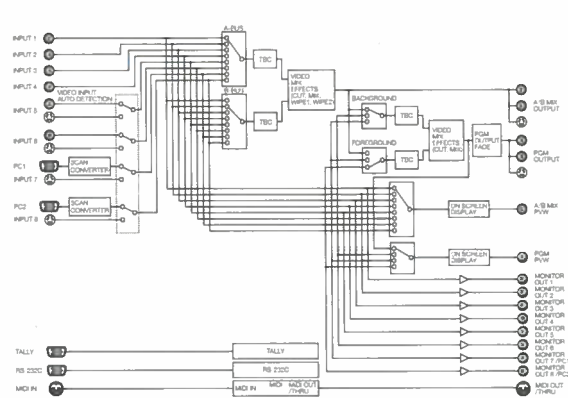 A-BUS
INPUT 1
INPUT 2
INPUT 3
INPUT 4
TBC
VIDEO
MIX
EFFECTS
(CUT, MIX,
WIPE1, WIPE2)
VIDEO INPUT
AUTO DETECTION
B-BUS
TBC
INPUT 5
BACKGROUND
TBC
A/B MIX
OUTPUT
INPUT 6
FOREGROUND
TBC
VIDEO
MIX
EFFECTS
(CUT, MIX)
PGM
OUTPUT
FADE
PGM
OUTPUT
PC1
SCAN
CONVERTER
INPUT 7
PC2
SCAN
CONVERTER
INPUT 8
ON SCREEN
DISPLAY
A/B MIX
P/W
ON SCREEN
DISPLAY
PGM
P/W
MONITOR
OUT 1
MONITOR
OUT 2
MONITOR
OUT 3
MONITOR
OUT 4
MONITOR
OUT 5
MONITOR
OUT 6
MONITOR
OUT 7 /PC1
MONITOR
OUT 8 /PC2
TALLY
TALLY
RS 232C
RS 232C
MIDI IN
MIDI IN
MIDI
MIDI OUT
/THRU
MIDI OUT
/THRU